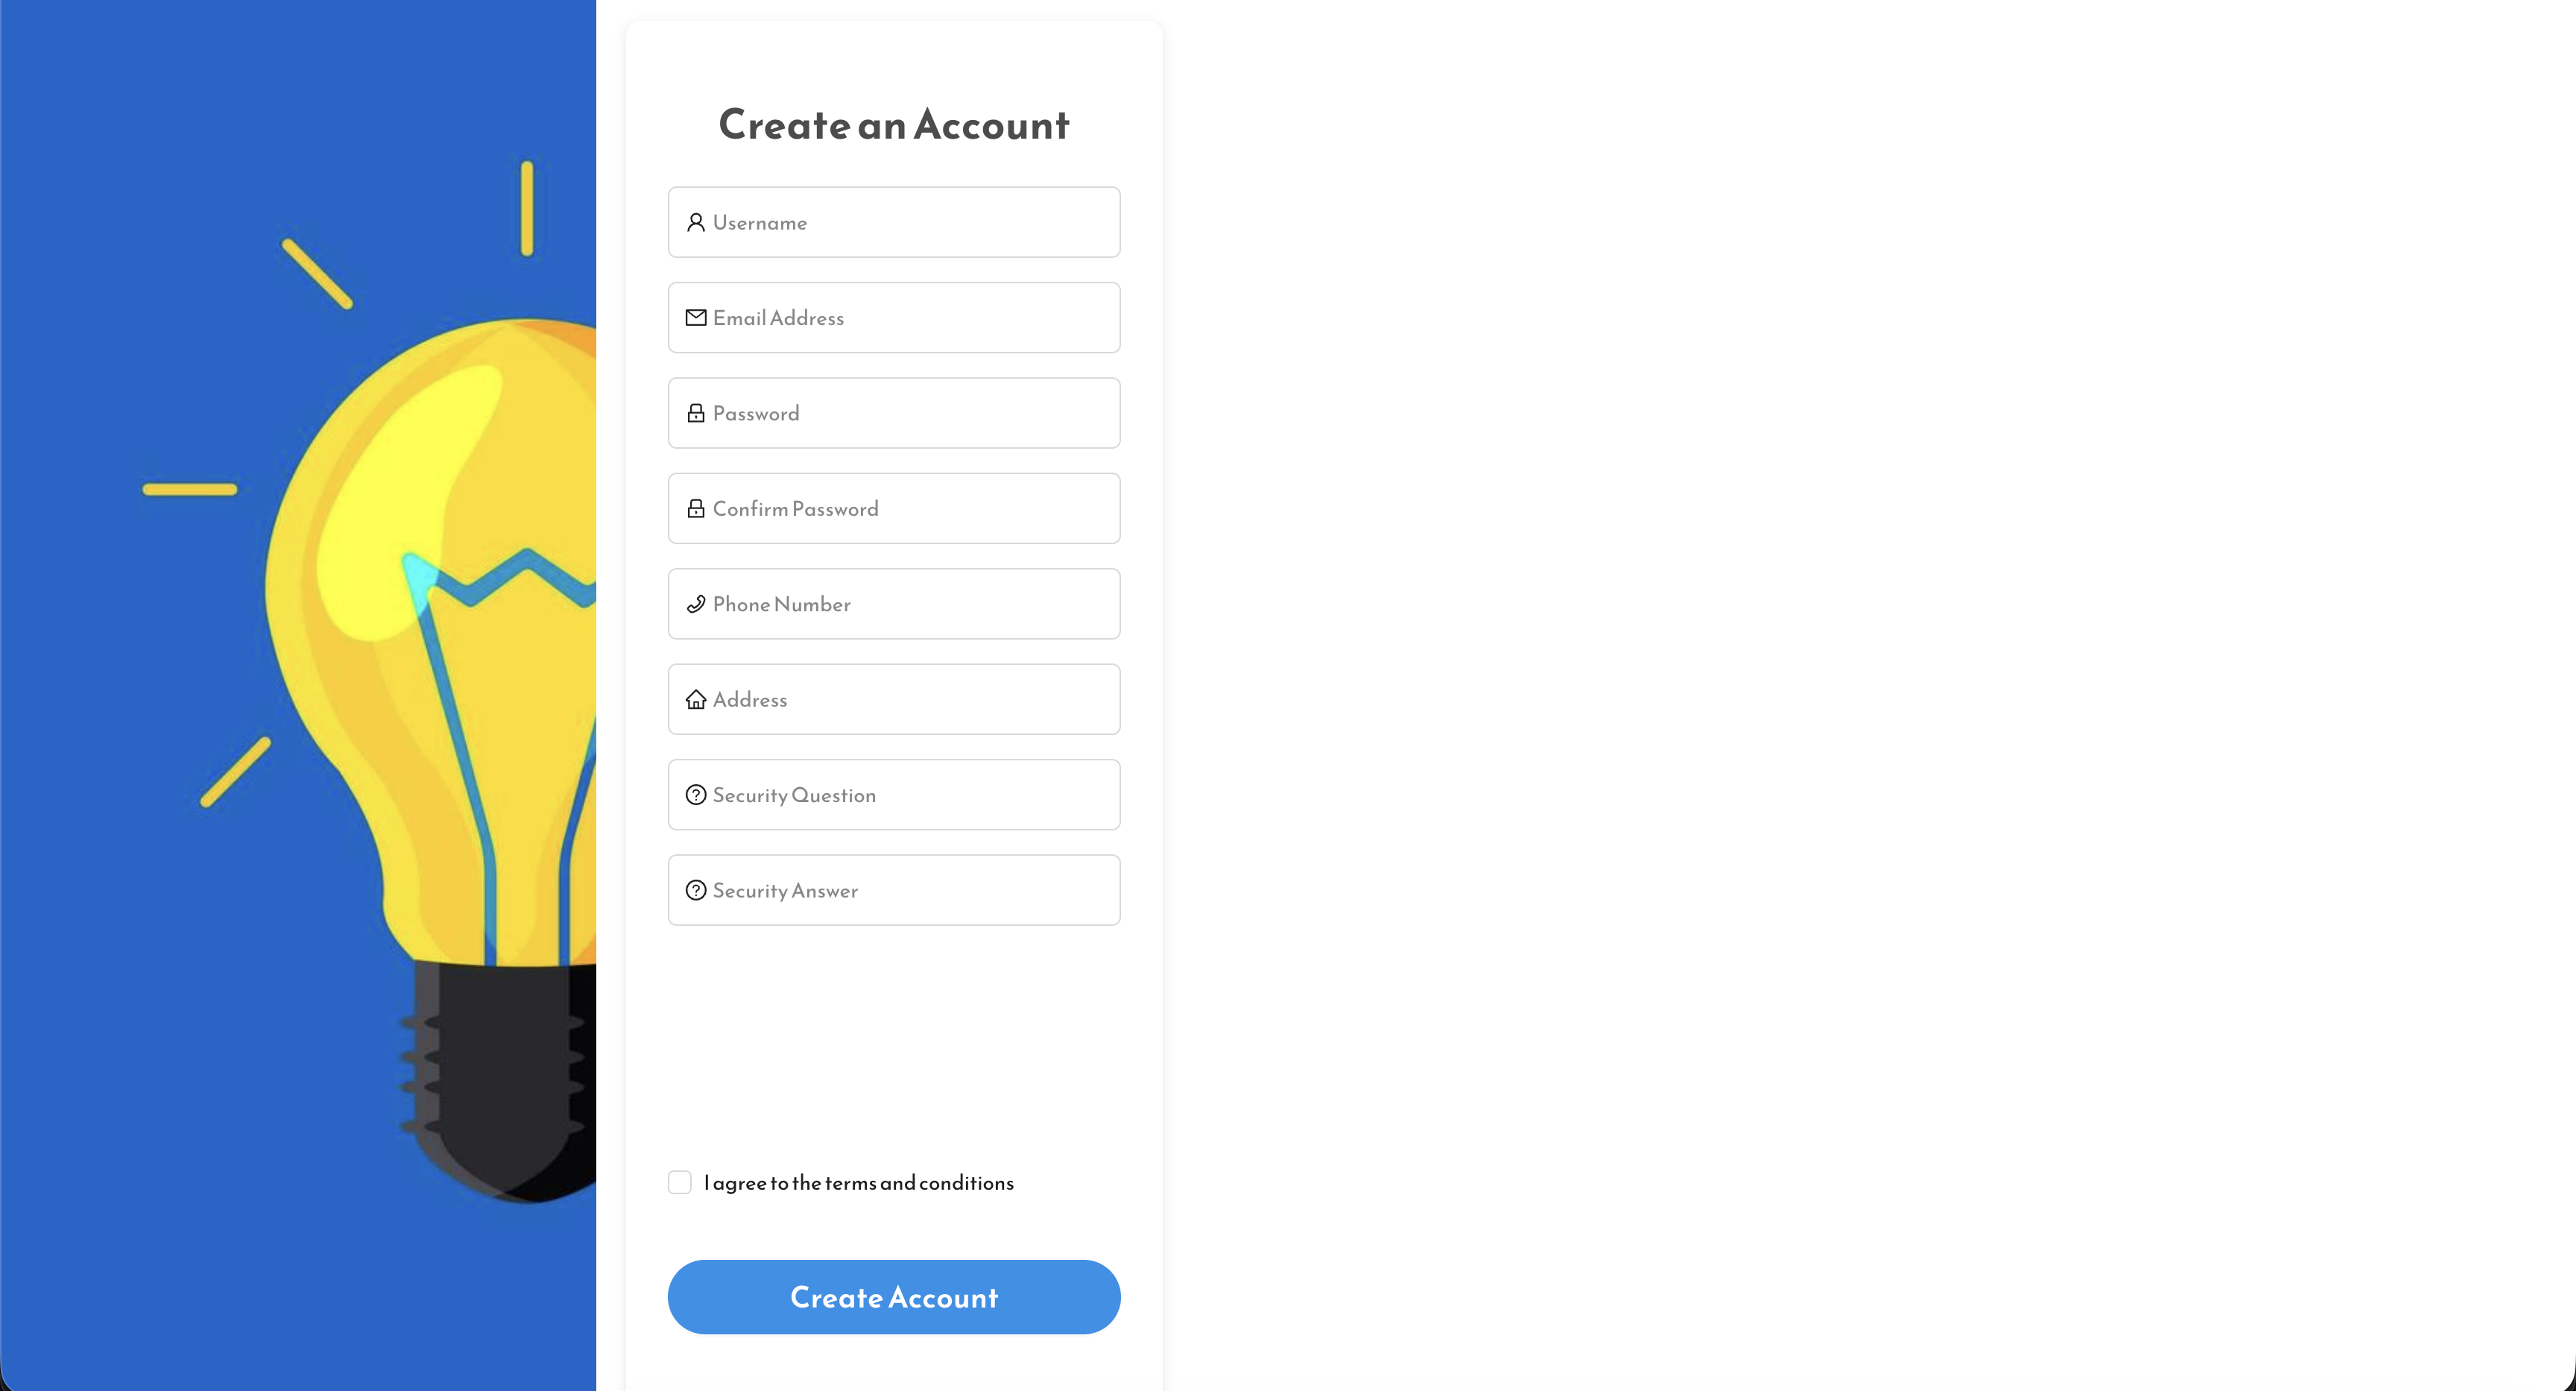 Create an Account
Username
Email Address
Password
Confirm Password
Phone Number
Address
Security Question
Security Answer
I agree to the terms and conditions
Create Account